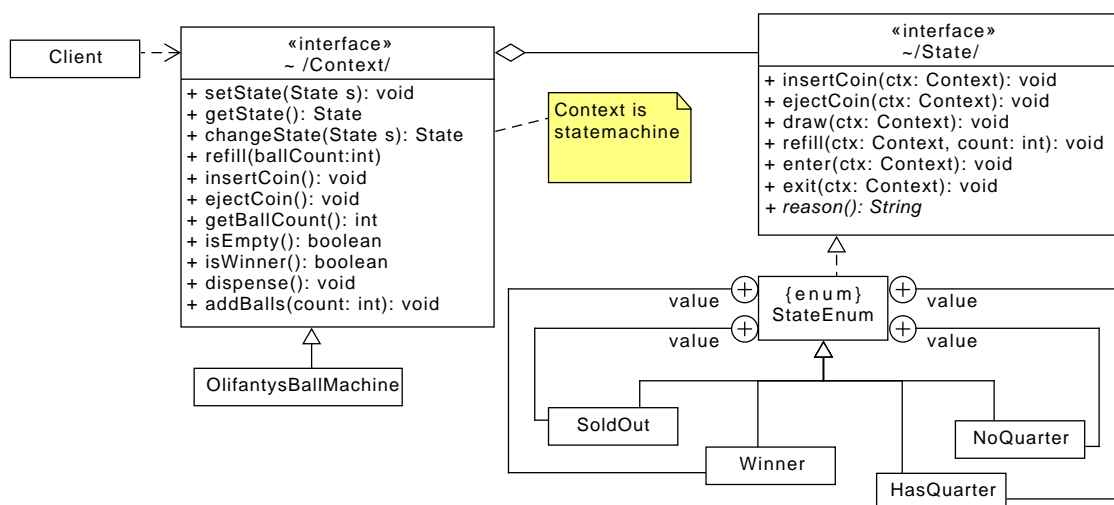 Client
«interface»
~ /Context/
+ setState(State s): void
+ getState(): State
+ changeState(State s): State
+ refill(ballCount:int)
+ insertCoin(): void
+ ejectCoin(): void
+ getBallCount(): int
+ isEmpty(): boolean
+ isWinner(): boolean
+ dispense(): void
+ addBalls(count: int): void
OlifantysBallMachine
Context is
statemachine
«interface»
~/State/
+ insertCoin(ctx: Context): void
+ ejectCoin(ctx: Context): void
+ draw(ctx: Context): void
+ refill(ctx: Context, count: int): void
+ enter(ctx: Context): void
+ exit(ctx: Context): void
+ reason(): String
{enum}
StateEnum
value
value
value
value
SoldOut
Winner
HasQuarter
NoQuarter